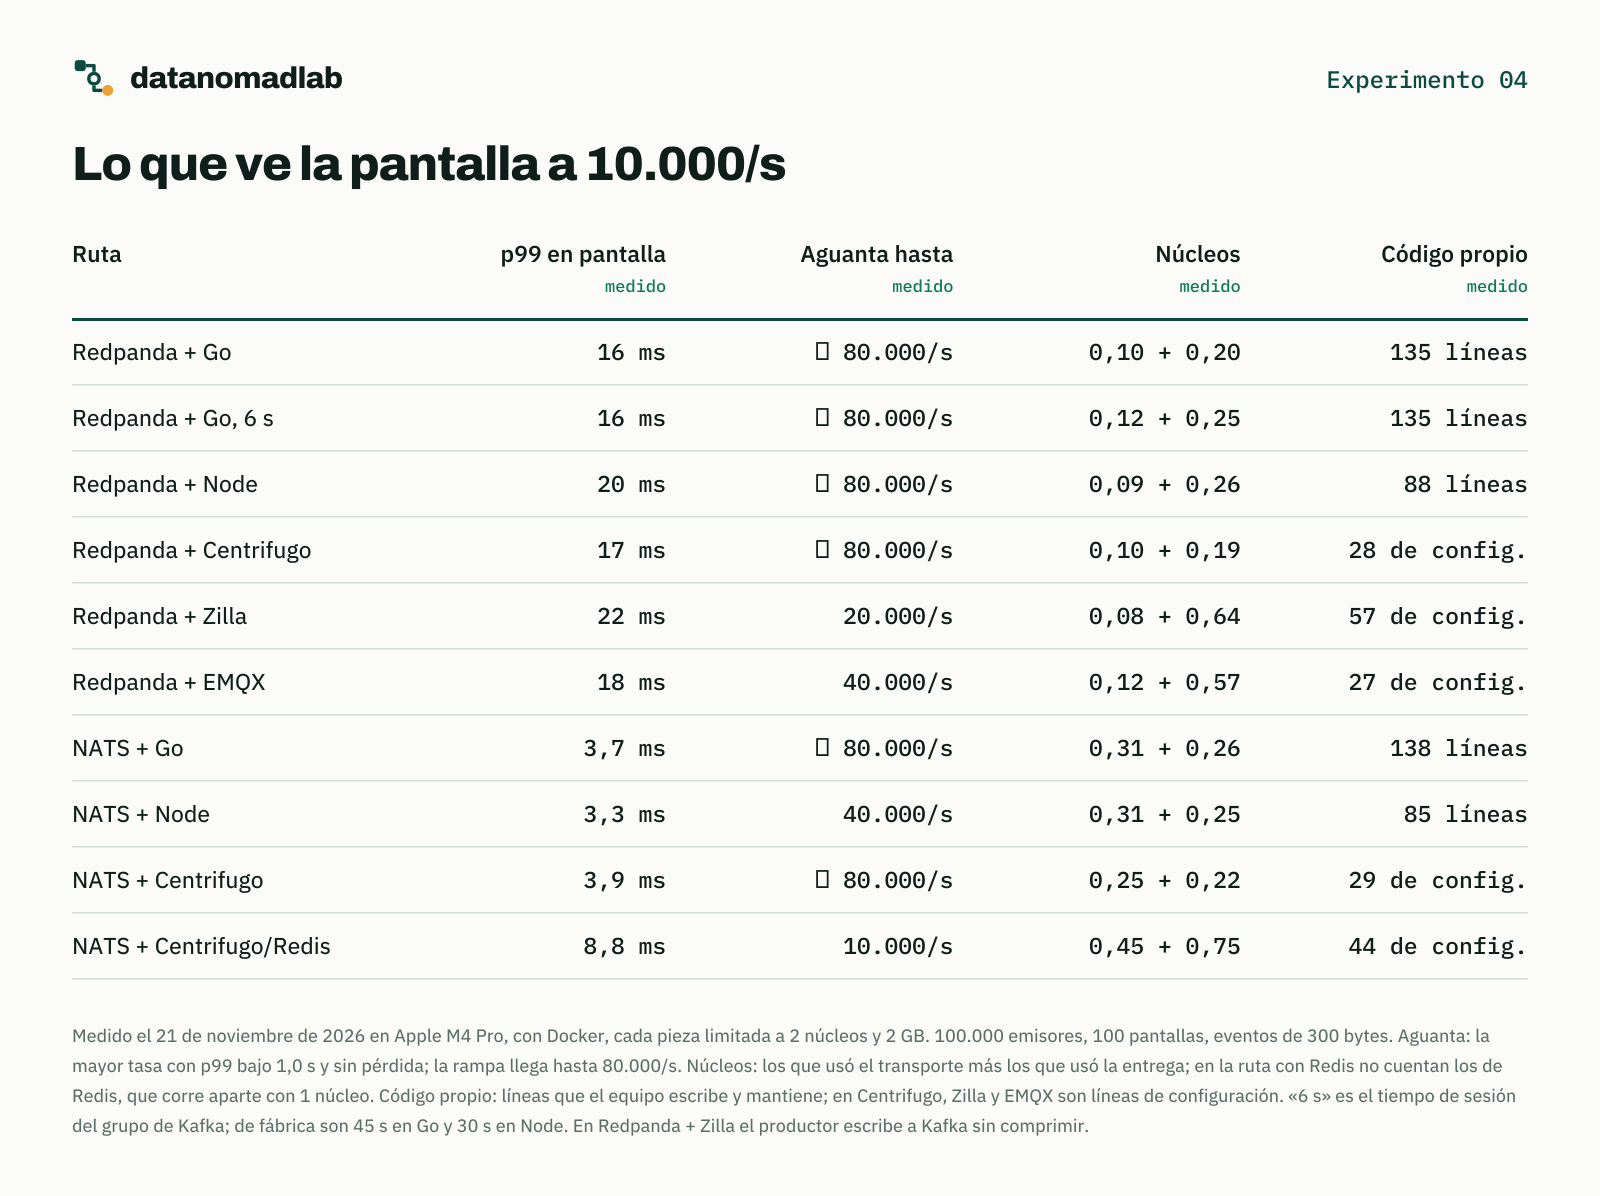 datanomadlab
Experimento 04
Lo que ve la pantalla a 10.000/s
Ruta p99 en pantalla Aguanta hasta Núcleos Código propio
medido medido medido medido
Redpanda + Go 16 ms 80.000/s 0,10 + 0,20 135 líneas
Redpanda + Go, 6 s 16 ms 80.000/s 0,12 + 0,25 135 líneas
Redpanda + Node 20 ms 80.000/s 0,09 + 0,26 88 líneas
Redpanda + Centrifugo 17 ms 80.000/s 0,10 + 0,19 28 de config.
Redpanda + Zilla 22 ms 20.000/s 0,08 + 0,64 57 de config.
Redpanda + EMQX 18 ms 40.000/s 0,12 + 0,57 27 de config.
NATS + Go 3,7 ms 80.000/s 0,31 + 0,26 138 líneas
NATS + Node 3,3 ms 40.000/s 0,31 + 0,25 85 líneas
NATS + Centrifugo 3,9 ms 80.000/s 0,25 + 0,22 29 de config.
NATS + Centrifugo/Redis 8,8 ms 10.000/s 0,45 + 0,75 44 de config.
Medido el 21 de noviembre de 2026 en Apple M4 Pro, con Docker, cada pieza limitada a 2 núcleos y 2 GB. 100.000 emisores, 100 pantallas, eventos de 300 bytes. Aguanta: la
mayor tasa con p99 bajo 1,0 s y sin pérdida; la rampa llega hasta 80.000/s. Núcleos: los que usó el transporte más los que usó la entrega; en la ruta con Redis no cuentan los de
Redis, que corre aparte con 1 núcleo. Código propio: líneas que el equipo escribe y mantiene; en Centrifugo, Zilla y EMQX son líneas de configuración. «6 s» es el tiempo de sesión
del grupo de Kafka; de fábrica son 45 s en Go y 30 s en Node. En Redpanda + Zilla el productor escribe a Kafka sin comprimir.